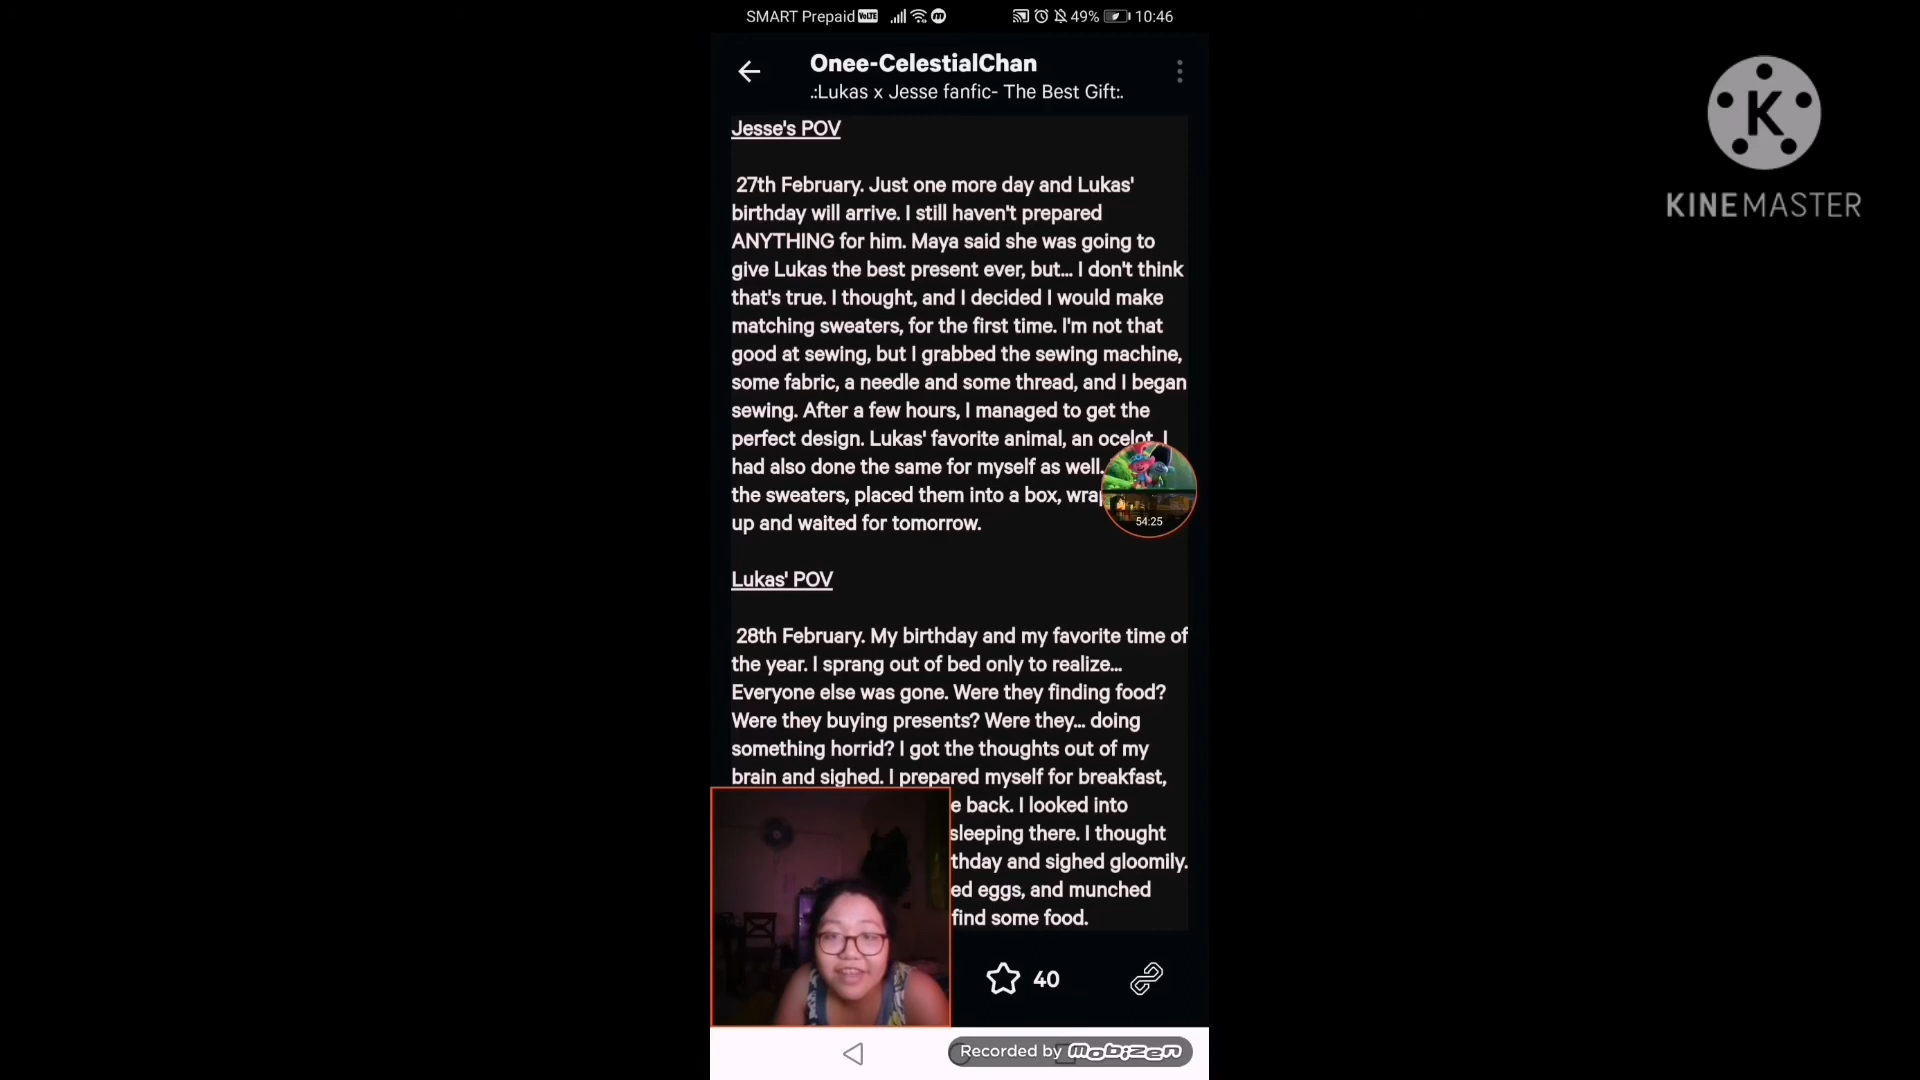 SMART Prepaid VoLTE 49% 10:46
Onee-CelestialChan
.:Lukas x Jesse fanfic- The Best Gift:.
K
KINEMASTER
Jesse's POV
27th February. Just one more day and Lukas'
birthday will arrive. I still haven't prepared
ANYTHING for him. Maya said she was going to
give Lukas the best present ever, but... I don't think
that's true. I thought, and I decided I would make
matching sweaters, for the first time. I'm not that
good at sewing, but I grabbed the sewing machine,
some fabric, a needle and some thread, and I began
sewing. After a few hours, I managed to get the
perfect design. Lukas' favorite animal, an ocelot. I
had also done the same for myself as well.
the sweaters, placed them into a box,
up and waited for tomorrow.
54:25
Lukas' POV
28th February. My birthday and my favorite time of
the year. I sprang out of bed only to realize...
Everyone else was gone. Were they finding food?
Were they buying presents? Were they... doing
something horrid? I got the thoughts out of my
brain and sighed. I prepared myself for breakfast,
back. I looked into
sleeping there. I thought
and sighed gloomily.
eggs, and munched
find some food.
40
Recorded by mobizen